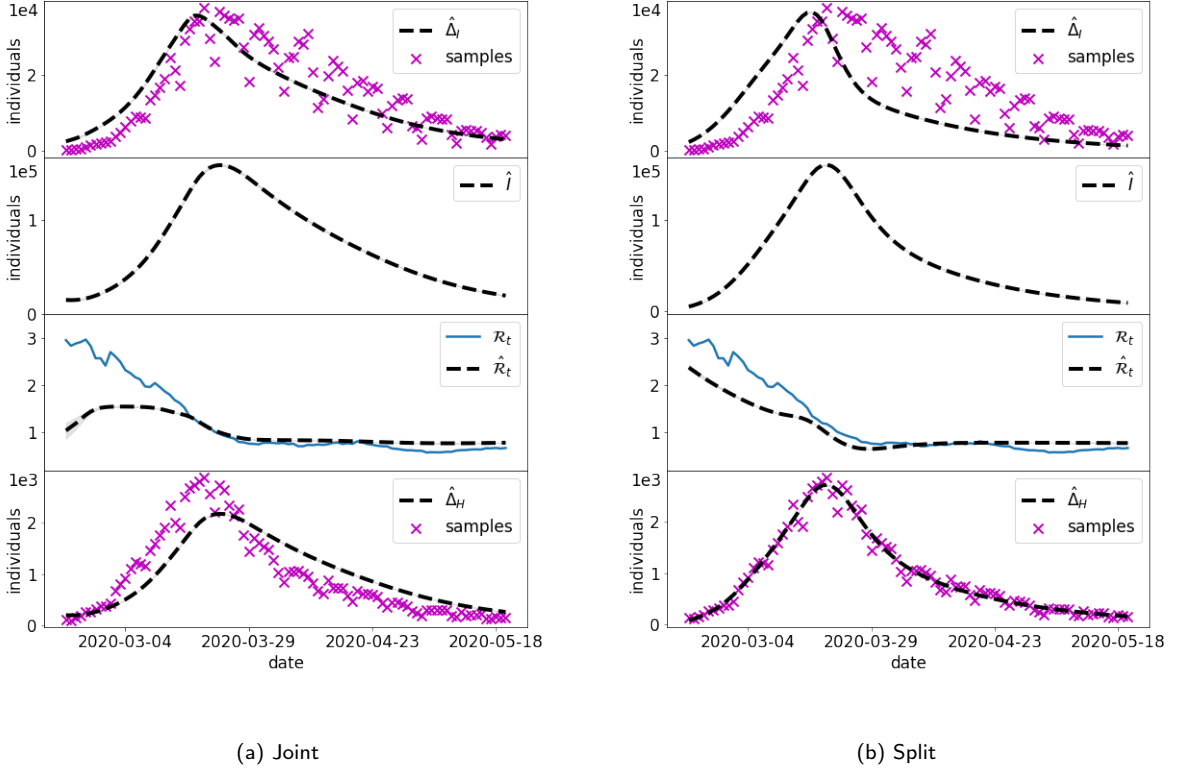 1e4
individuals
2
0
Δ̂_I
samples
1e5
individuals
1
0
Î
individuals
3
2
1
ℛ_t
ℛ̂_t
1e3
individuals
2
1
0
Δ̂_H
samples
2020-03-04 2020-03-29 2020-04-23 2020-05-18
date
(a) Joint
1e4
individuals
2
0
Δ̂_I
samples
1e5
individuals
1
0
Î
3
2
1
ℛ_t
ℛ̂_t
1e3
individuals
2
1
0
Δ̂_H
samples
2020-03-04 2020-03-29 2020-04-23 2020-05-18
date
(b) Split